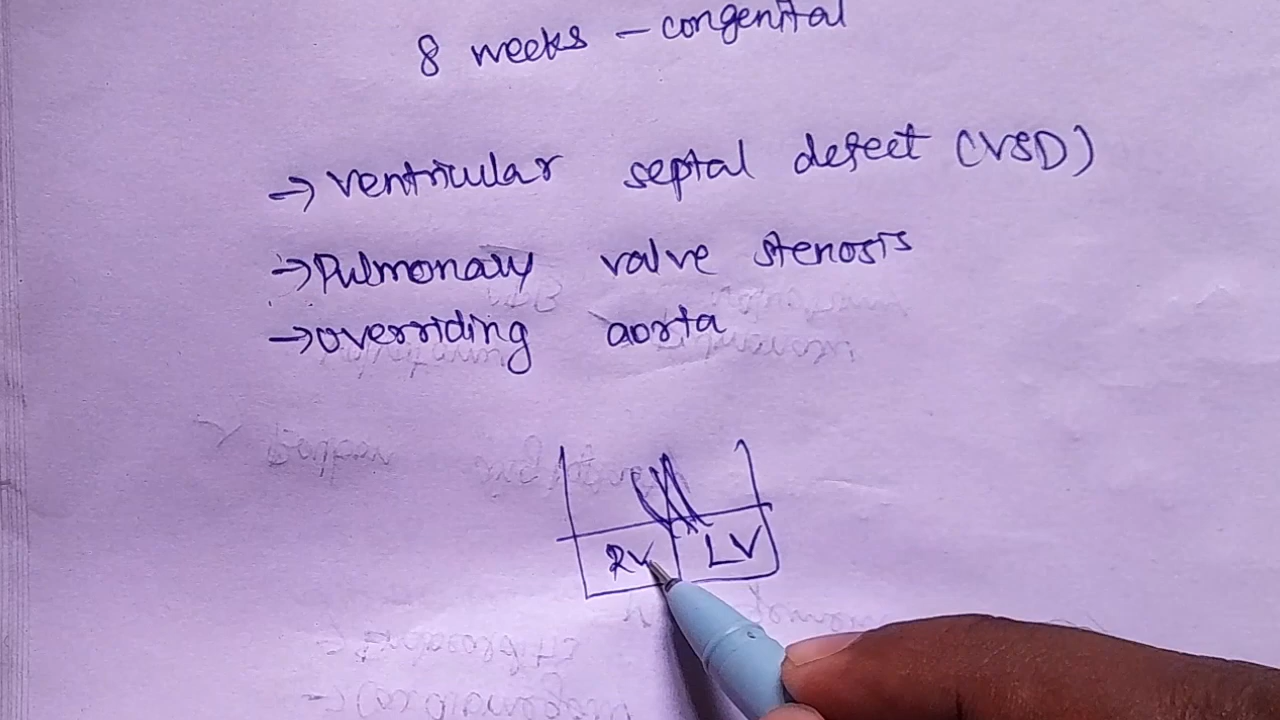 8 weeks - congenital
→ ventricular septal defect (VSD)
→ Pulmonary valve stenosis
→ overriding aorta
RV LV